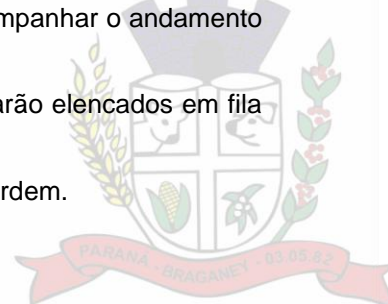 mpanhar o andamento
arão elencados em fila
rdem.
PARANÁ - BRAGANEY - 03.05.82